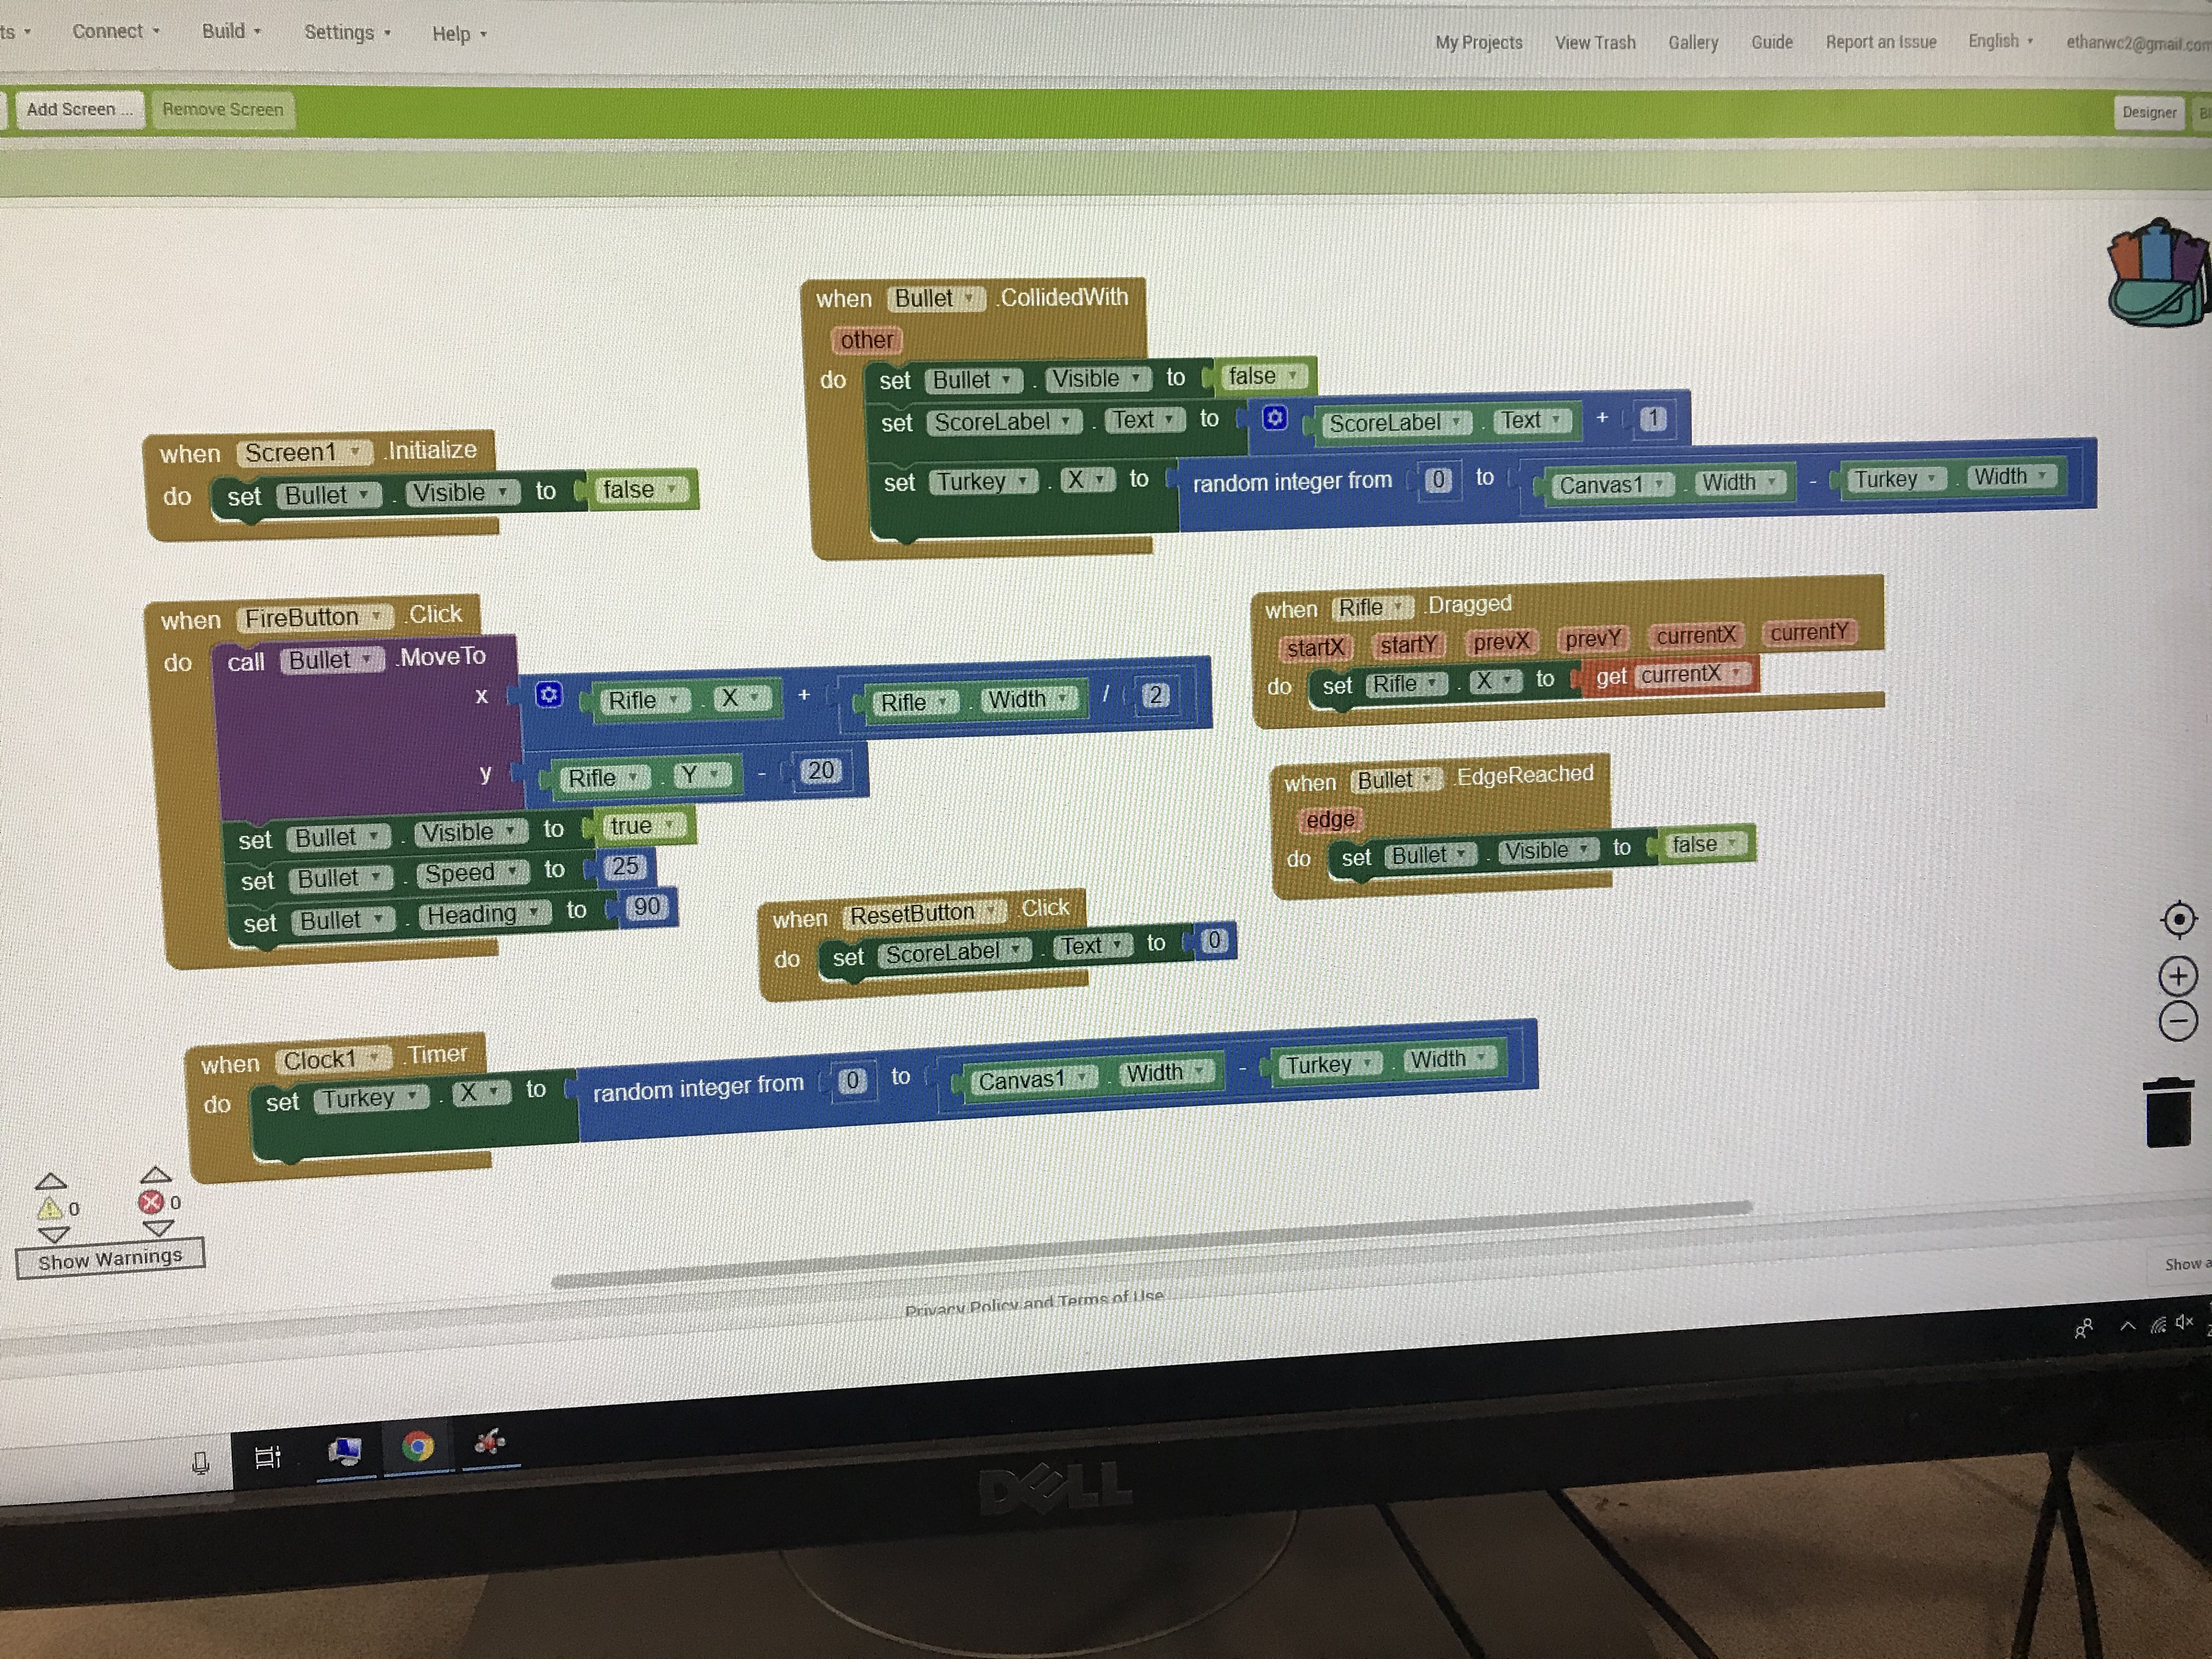 ts Connect Build Settings Help My Projects View Trash Gallery Guide Report an Issue English ethanwc2@gmail.com
Add Screen ... Remove Screen Designer
when Screen1 .Initialize
do set Bullet . Visible to false
when Bullet .CollidedWith
other
do set Bullet . Visible to false
set ScoreLabel . Text to ScoreLabel . Text + 1
set Turkey . X to random integer from 0 to Canvas1 . Width - Turkey . Width
when FireButton .Click
do call Bullet .MoveTo
x Rifle . X + Rifle . Width / 2
y Rifle . Y - 20
set Bullet . Visible to true
set Bullet . Speed to 25
set Bullet . Heading to 90
when Rifle .Dragged
startX startY prevX prevY currentX currentY
do set Rifle . X to get currentX
when Bullet .EdgeReached
edge
do set Bullet . Visible to false
when ResetButton .Click
do set ScoreLabel . Text to 0
when Clock1 .Timer
do set Turkey . X to random integer from 0 to Canvas1 . Width - Turkey . Width
0 0
Show Warnings
Show
Privacy Policy and Terms of Use
DELL